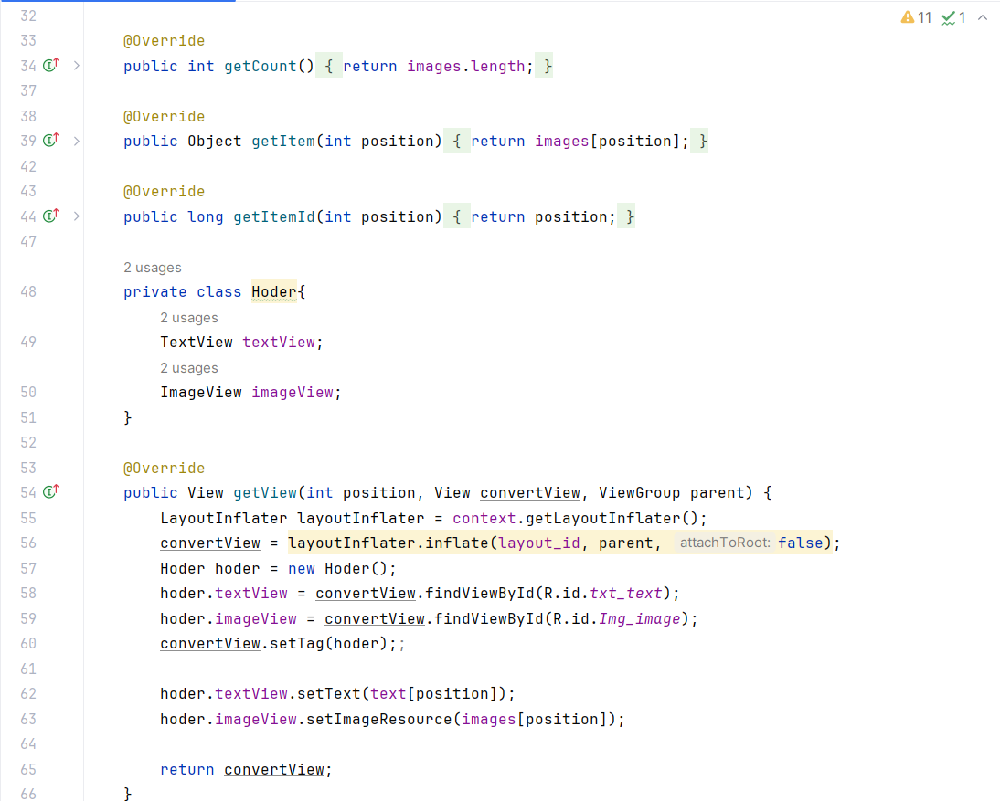 32
11 1
33 @Override
34 public int getCount() { return images.length; }
37
38 @Override
39 public Object getItem(int position) { return images[position]; }
42
43 @Override
44 public long getItemId(int position) { return position; }
47
2 usages
48 private class Hoder{
2 usages
49 TextView textView;
2 usages
50 ImageView imageView;
51 }
52
53 @Override
54 public View getView(int position, View convertView, ViewGroup parent) {
55 LayoutInflater layoutInflater = context.getLayoutInflater();
56 convertView = layoutInflater.inflate(layout_id, parent, attachToRoot: false);
57 Hoder hoder = new Hoder();
58 hoder.textView = convertView.findViewById(R.id.txt_text);
59 hoder.imageView = convertView.findViewById(R.id.Img_image);
60 convertView.setTag(hoder);;
61
62 hoder.textView.setText(text[position]);
63 hoder.imageView.setImageResource(images[position]);
64
65 return convertView;
66 }